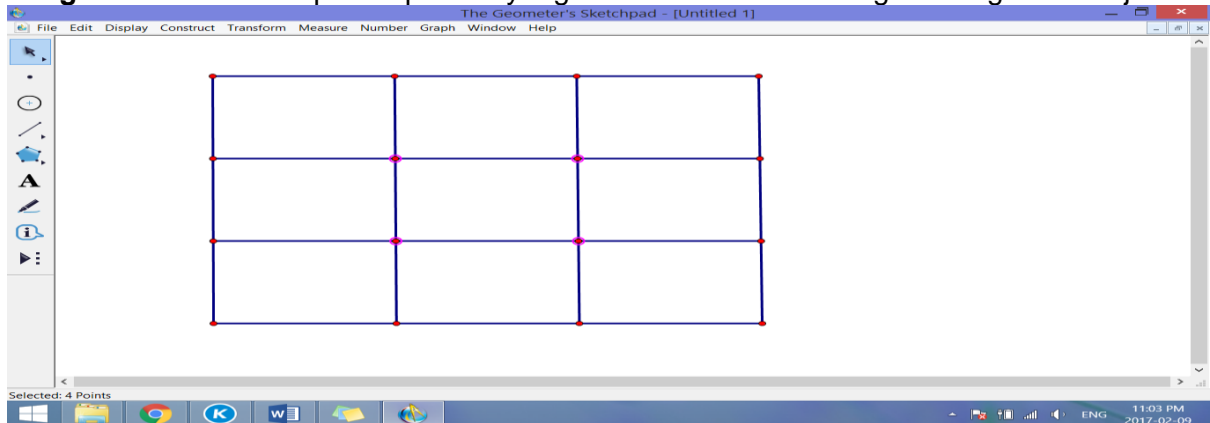 The Geometer's Sketchpad - [Untitled 1]
File Edit Display Construct Transform Measure Number Graph Window Help
A
Selected: 4 Points
K
W
ENG
11:03 PM
2017-02-09